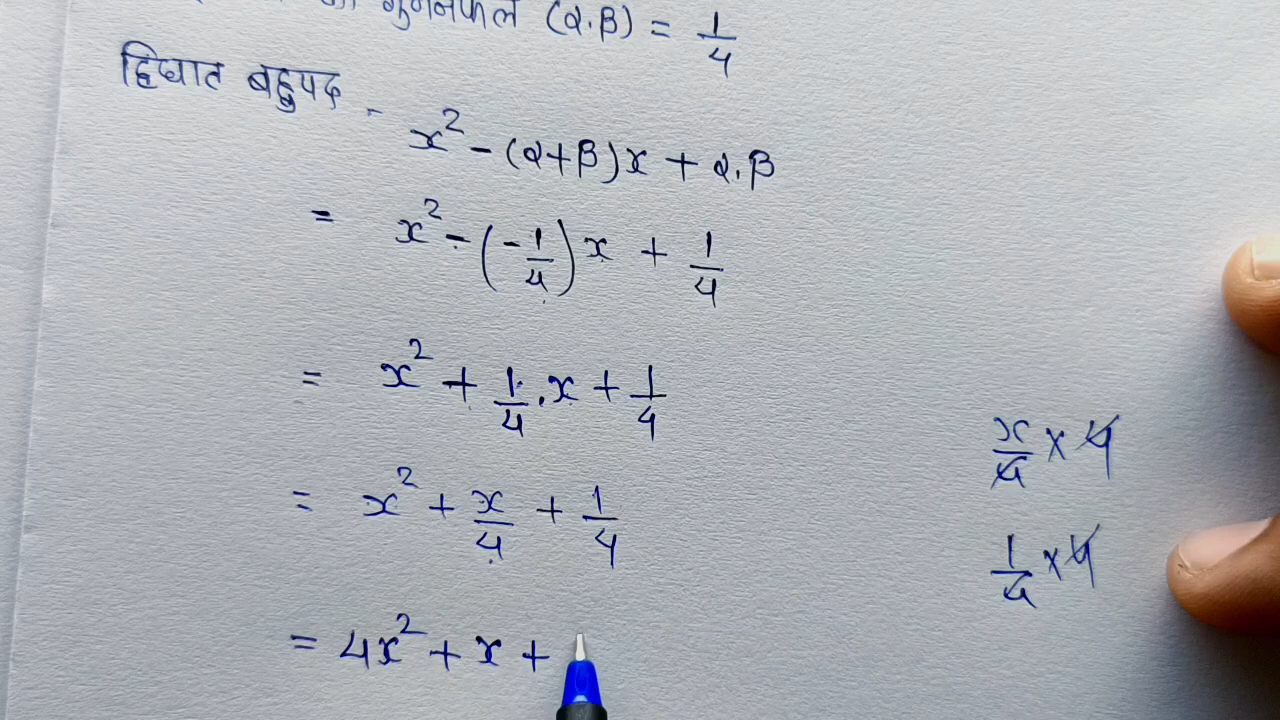 गुणनफल (α.β) = 1/4
द्विघात बहुपद -
x² - (α+β)x + α.β
= x² - (-1/4)x + 1/4
= x² + 1/4.x + 1/4
= x² + x/4 + 1/4
= 4x² + x +
x/4 × 4
1/4 × 4